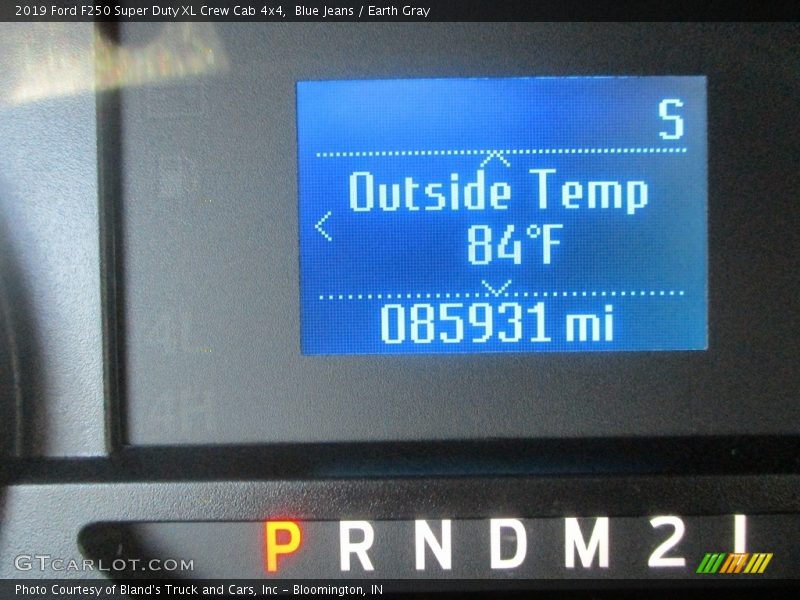 2019 Ford F250 Super Duty XL Crew Cab 4x4, Blue Jeans / Earth Gray
S
Outside Temp
84°F
085931 mi
4H
P R N D M 2 1
GTCARLOT.COM
Photo Courtesy of Bland's Truck and Cars, Inc - Bloomington, IN